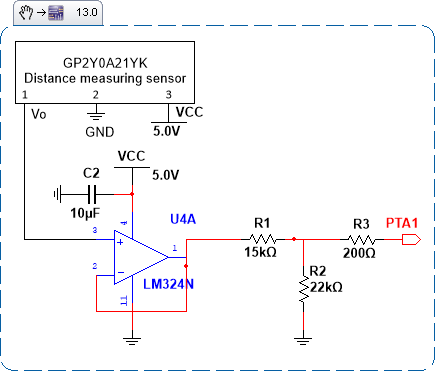 13.0
GP2Y0A21YK
Distance measuring sensor
1 2 3
Vo
GND
VCC
5.0V
VCC
5.0V
C2
10µF
4
U4A
3
+
1
2
−
LM324N
11
R1
15kΩ
R2
22kΩ
R3
200Ω
PTA1